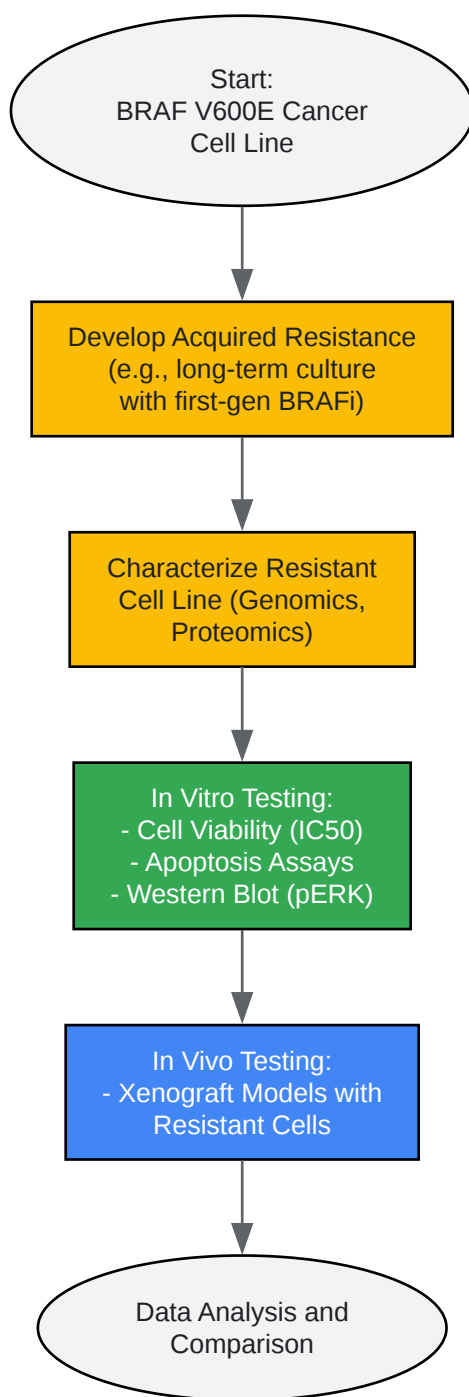 Start:
BRAF V600E Cancer
Cell Line
Develop Acquired Resistance
(e.g., long-term culture
with first-gen BRAFi)
Characterize Resistant
Cell Line (Genomics,
Proteomics)
In Vitro Testing:
- Cell Viability (IC50)
- Apoptosis Assays
- Western Blot (pERK)
In Vivo Testing:
- Xenograft Models with
Resistant Cells
Data Analysis and
Comparison